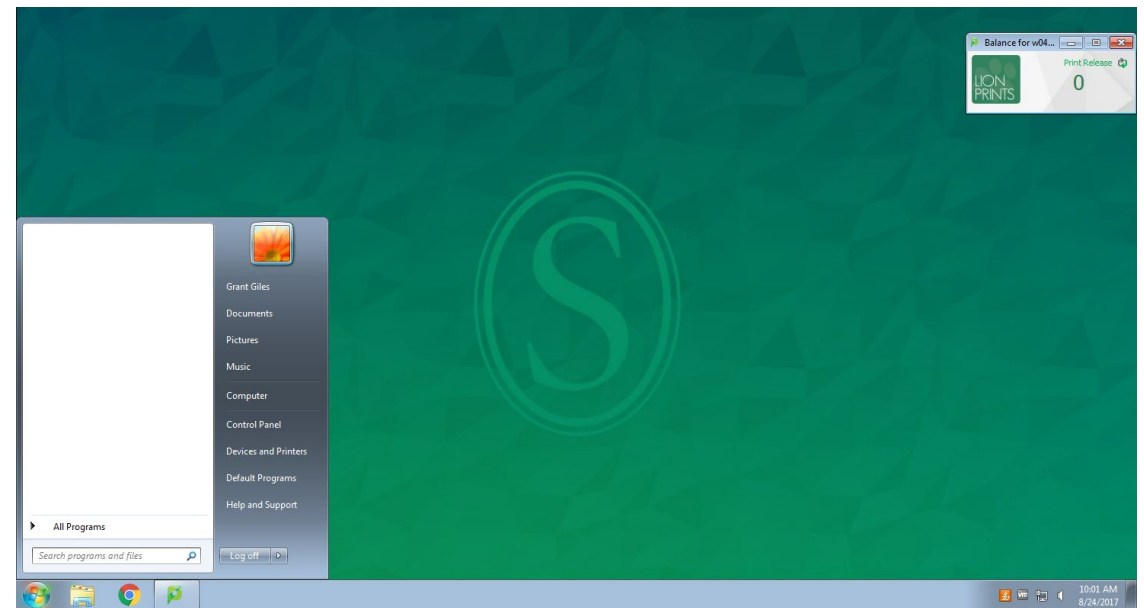 Balance for w04...
LION
PRINTS
Print Release
0
S
Grant Giles
Documents
Pictures
Music
Computer
Control Panel
Devices and Printers
Default Programs
Help and Support
All Programs
Search programs and files
Log off
10:01 AM
8/24/2017